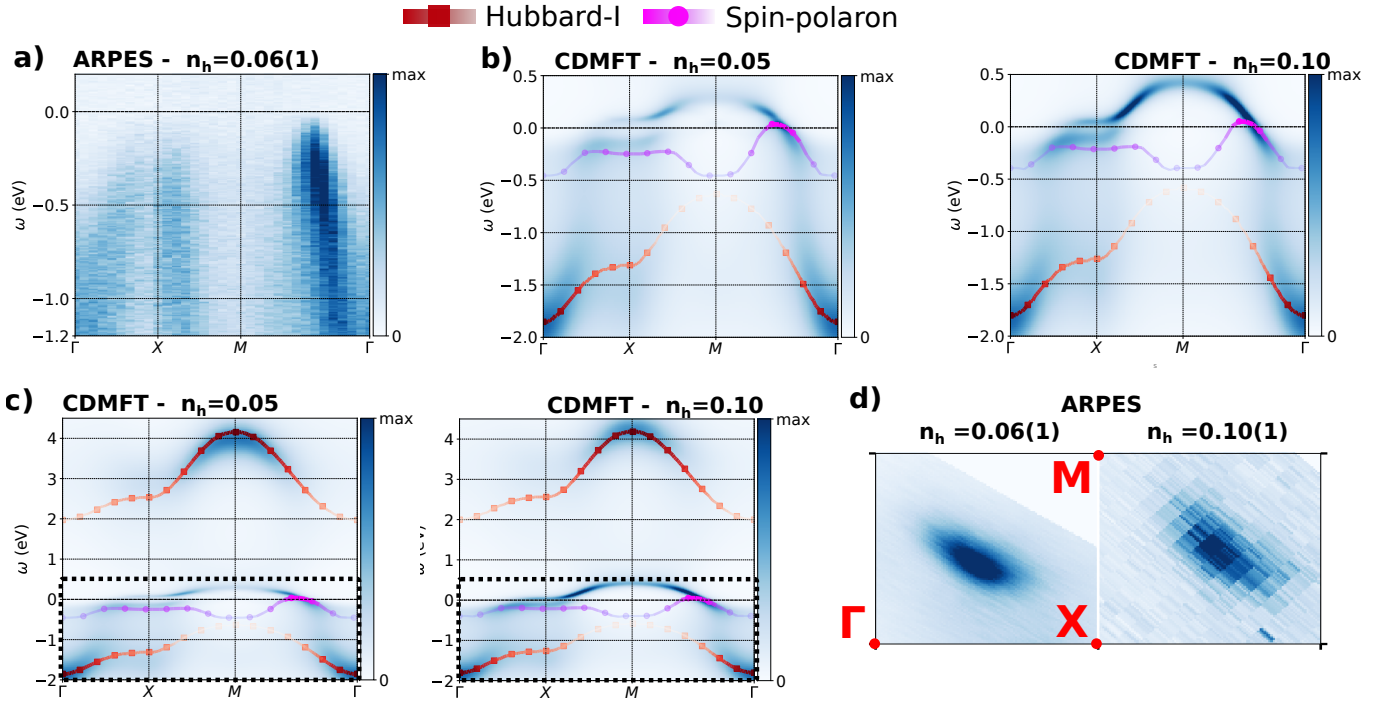 Hubbard-I Spin-polaron
a) ARPES - n_h=0.06(1)
max
0.0
−0.5
−1.0
−1.2
ω (eV)
Γ X M Γ
0
b) CDMFT - n_h=0.05
max
0.5
0.0
−0.5
−1.0
−1.5
−2.0
ω (eV)
Γ X M Γ
0
CDMFT - n_h=0.10
max
0.5
0.0
−0.5
−1.0
−1.5
−2.0
ω (eV)
Γ X M Γ
0
s
c) CDMFT - n_h=0.05
max
4
3
2
1
0
−1
−2
ω (eV)
Γ X M Γ
0
CDMFT - n_h=0.10
max
4
3
2
1
0
−1
−2
(eV)
Γ X M Γ
0
d) ARPES
n_h =0.06(1) n_h =0.10(1)
M
Γ X